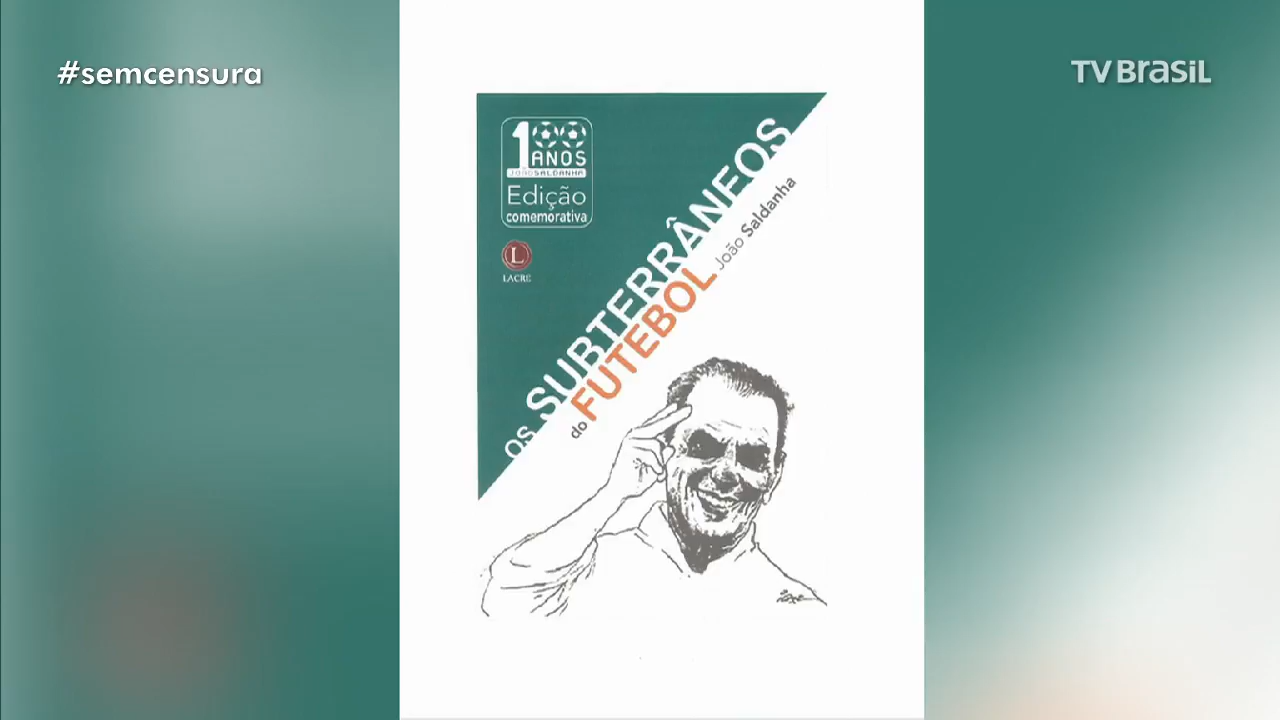 #semcensura
TV BRASIL
100
ANOS
JOÃO SALDANHA
Edição
comemorativa
L
LACRE
OS SUBTERRÂNEOS
do FUTEBOL
João Saldanha